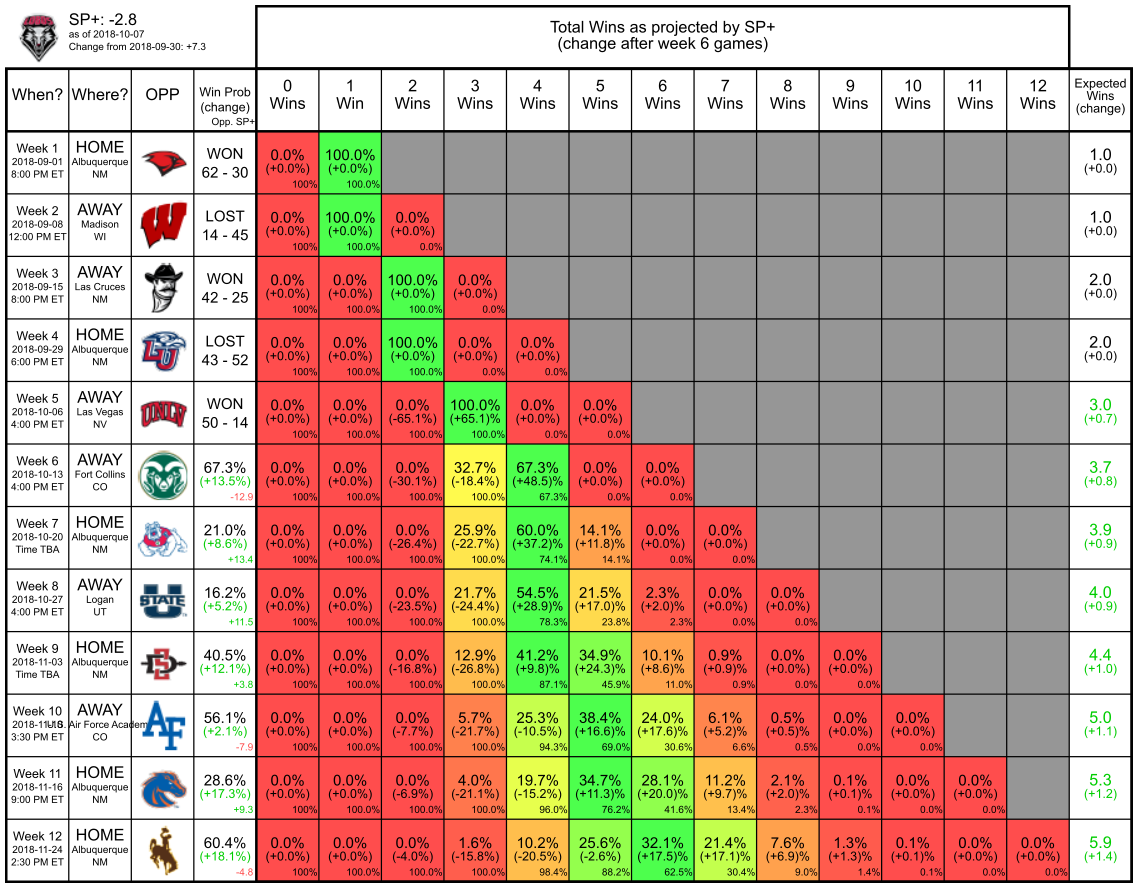 SP+: -2.8
as of 2018-10-07
Change from 2018-09-30: +7.3
Total Wins as projected by SP+
(change after week 6 games)
When? Where? OPP Win Prob (change) Opp. SP+ 0 Wins 1 Win 2 Wins 3 Wins 4 Wins 5 Wins 6 Wins 7 Wins 8 Wins 9 Wins 10 Wins 11 Wins 12 Wins Expected Wins (change)
Week 1 HOME WON 0.0% 100.0% 1.0
2018-09-01 Albuquerque (+0.0%) (+0.0%) (+0.0)
8:00 PM ET NM 62 - 30 100% 100.0%
Week 2 AWAY LOST 0.0% 100.0% 0.0% 1.0
2018-09-08 Madison W (+0.0%) (+0.0%) (+0.0%) (+0.0)
12:00 PM ET WI 14 - 45 100% 100.0% 0.0%
Week 3 AWAY WON 0.0% 0.0% 100.0% 0.0% 2.0
2018-09-15 Las Cruces (+0.0%) (+0.0%) (+0.0%) (+0.0%) (+0.0)
8:00 PM ET NM 42 - 25 100% 100.0% 100.0% 0.0%
Week 4 HOME LOST 0.0% 0.0% 100.0% 0.0% 0.0% 2.0
2018-09-29 Albuquerque LU (+0.0%) (+0.0%) (+0.0%) (+0.0%) (+0.0%) (+0.0)
6:00 PM ET NM 43 - 52 100% 100.0% 100.0% 0.0% 0.0%
Week 5 AWAY WON 0.0% 0.0% 0.0% 100.0% 0.0% 0.0% 3.0
2018-10-06 Las Vegas UNLV (+0.0%) (+0.0%) (-65.1%) (+65.1)% (+0.0%) (+0.0%) (+0.7)
4:00 PM ET NV 50 - 14 100% 100.0% 100.0% 100.0% 0.0% 0.0%
Week 6 AWAY 67.3% 0.0% 0.0% 0.0% 32.7% 67.3% 0.0% 0.0% 3.7
2018-10-13 Fort Collins (+13.5%) (+0.0%) (+0.0%) (-30.1%) (-18.4%) (+48.5)% (+0.0%) (+0.0%) (+0.8)
4:00 PM ET CO -12.9 100% 100.0% 100.0% 100.0% 67.3% 0.0% 0.0%
Week 7 HOME 21.0% 0.0% 0.0% 0.0% 25.9% 60.0% 14.1% 0.0% 0.0% 3.9
2018-10-20 Albuquerque (+8.6%) (+0.0%) (+0.0%) (-26.4%) (-22.7%) (+37.2)% (+11.8)% (+0.0%) (+0.0%) (+0.9)
Time TBA NM +13.4 100% 100.0% 100.0% 100.0% 74.1% 14.1% 0.0% 0.0%
Week 8 AWAY 16.2% 0.0% 0.0% 0.0% 21.7% 54.5% 21.5% 2.3% 0.0% 0.0% 4.0
2018-10-27 Logan STATE (+5.2%) (+0.0%) (+0.0%) (-23.5%) (-24.4%) (+28.9)% (+17.0)% (+2.0)% (+0.0%) (+0.0%) (+0.9)
4:00 PM ET UT +11.5 100% 100.0% 100.0% 100.0% 78.3% 23.8% 2.3% 0.0% 0.0%
Week 9 HOME 40.5% 0.0% 0.0% 0.0% 12.9% 41.2% 34.9% 10.1% 0.9% 0.0% 0.0% 4.4
2018-11-03 Albuquerque SD (+12.1%) (+0.0%) (+0.0%) (-16.8%) (-26.8%) (+9.8)% (+24.3)% (+8.6)% (+0.9)% (+0.0%) (+0.0%) (+1.0)
Time TBA NM +3.8 100% 100.0% 100.0% 100.0% 87.1% 45.9% 11.0% 0.9% 0.0% 0.0%
Week 10 AWAY 56.1% 0.0% 0.0% 0.0% 5.7% 25.3% 38.4% 24.0% 6.1% 0.5% 0.0% 0.0% 5.0
U.S. Air Force Academ AF (+2.1%) (+0.0%) (+0.0%) (-7.7%) (-21.7%) (-10.5%) (+16.6)% (+17.6)% (+5.2)% (+0.5)% (+0.0%) (+0.0%) (+1.1)
3:30 PM ET CO -7.9 100% 100.0% 100.0% 100.0% 94.3% 69.0% 30.6% 6.6% 0.5% 0.0% 0.0%
Week 11 HOME 28.6% 0.0% 0.0% 0.0% 4.0% 19.7% 34.7% 28.1% 11.2% 2.1% 0.1% 0.0% 0.0% 5.3
2018-11-16 Albuquerque (+17.3%) (+0.0%) (+0.0%) (-6.9%) (-21.1%) (-15.2%) (+11.3)% (+20.0)% (+9.7)% (+2.0)% (+0.1)% (+0.0%) (+0.0%) (+1.2)
9:00 PM ET NM +9.3 100% 100.0% 100.0% 100.0% 96.0% 76.2% 41.6% 13.4% 2.3% 0.1% 0.0% 0.0%
Week 12 HOME 60.4% 0.0% 0.0% 0.0% 1.6% 10.2% 25.6% 32.1% 21.4% 7.6% 1.3% 0.1% 0.0% 0.0% 5.9
2018-11-24 Albuquerque (+18.1%) (+0.0%) (+0.0%) (-4.0%) (-15.8%) (-20.5%) (-2.6%) (+17.5)% (+17.1)% (+6.9)% (+1.3)% (+0.1)% (+0.0%) (+0.0%) (+1.4)
2:30 PM ET NM -4.8 100% 100.0% 100.0% 100.0% 98.4% 88.2% 62.5% 30.4% 9.0% 1.4% 0.1% 0.0% 0.0%